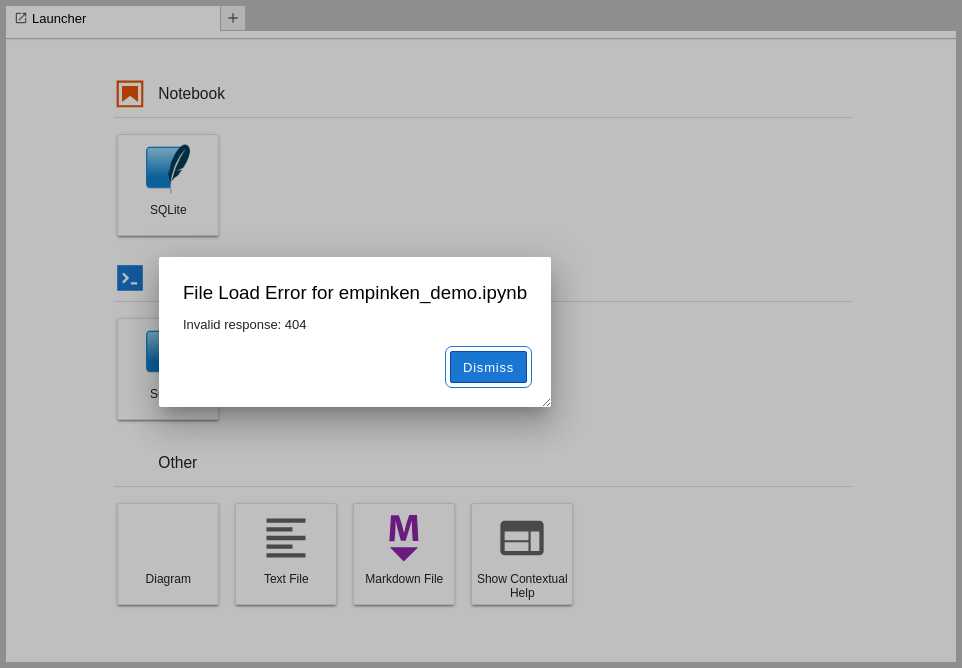 Launcher
Notebook
SQLite
File Load Error for empinken_demo.ipynb
Invalid response: 404
Dismiss
Other
Diagram
Text File
Markdown File
Show Contextual
Help